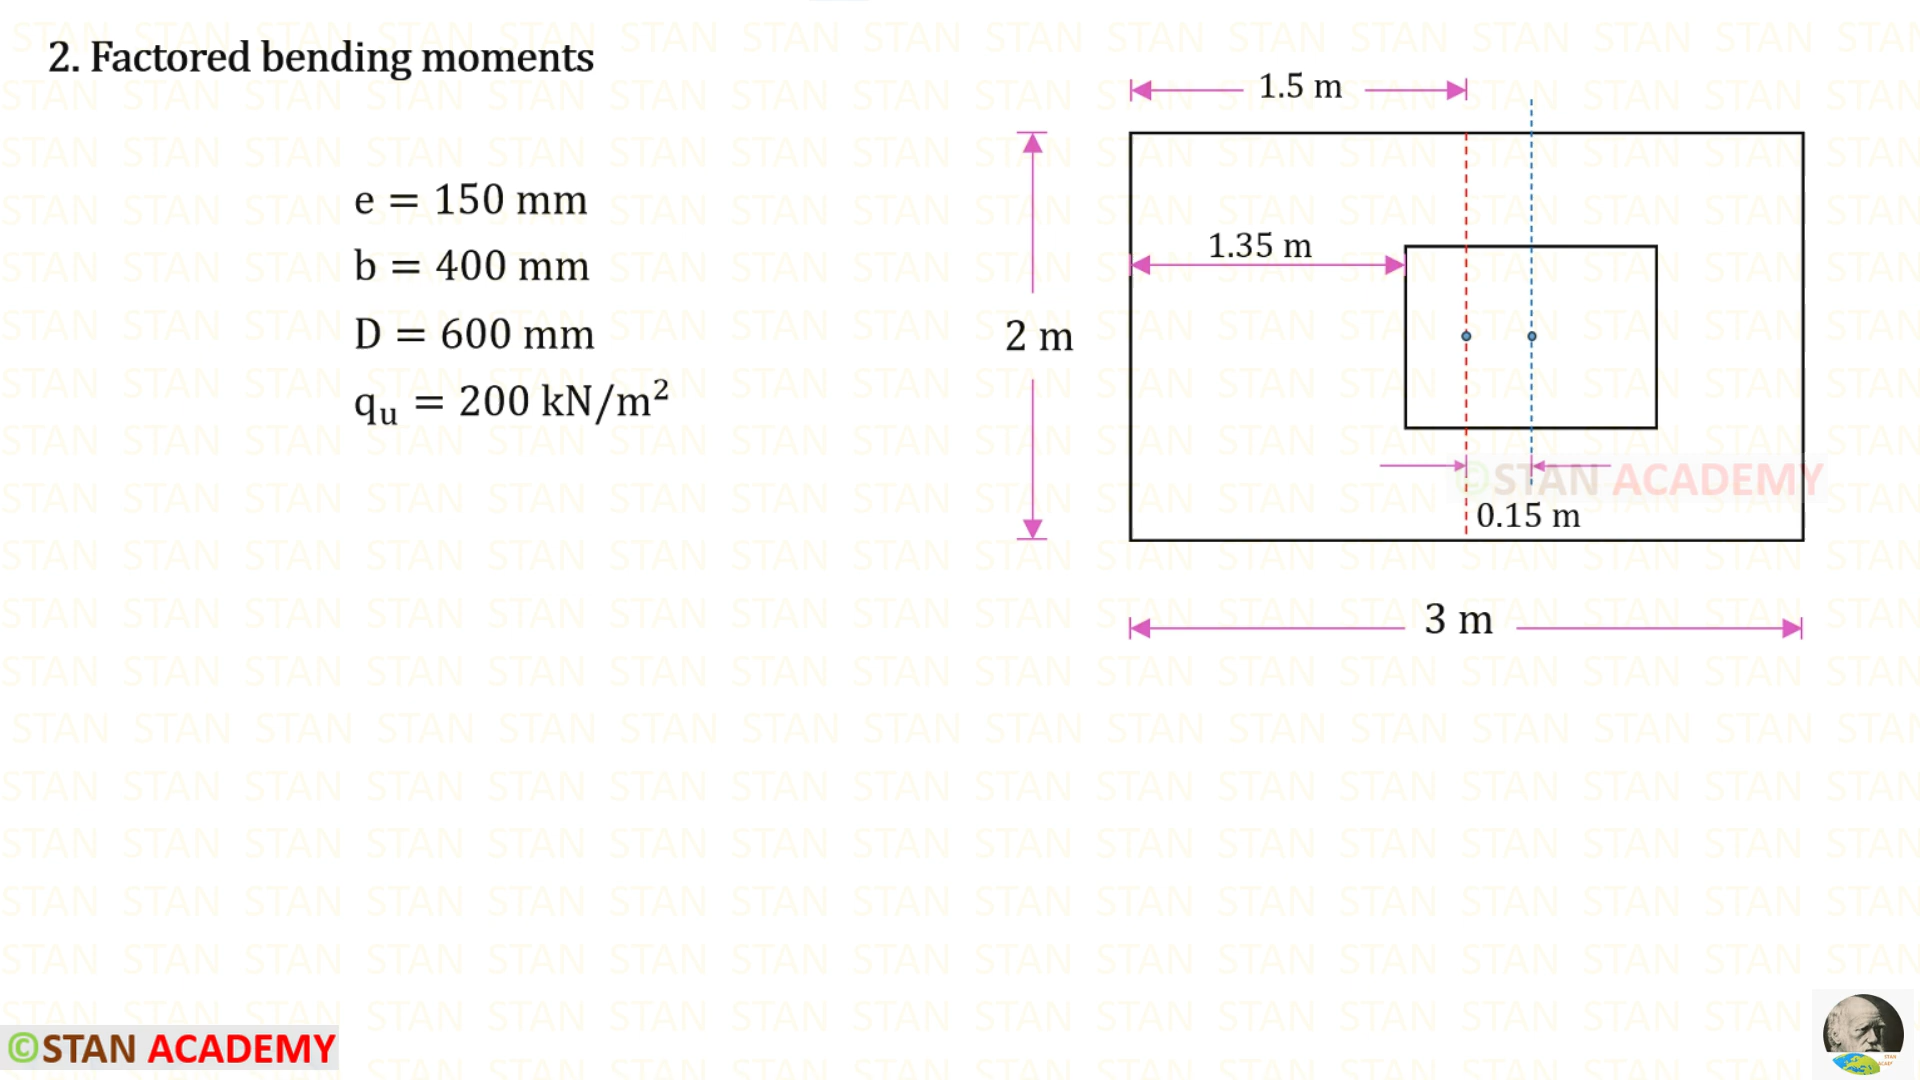 2. Factored bending moments
e = 150 mm
b = 400 mm
D = 600 mm
qᵤ = 200 kN/m²
1.5 m
1.35 m
2 m
0.15 m
3 m
©STAN ACADEMY
©STAN ACADEMY